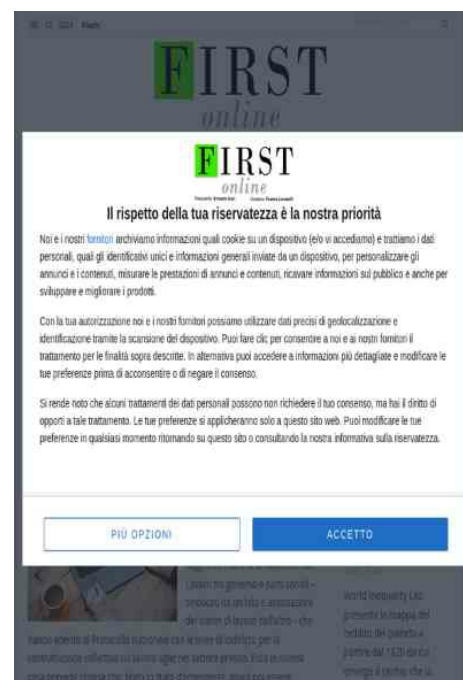 FIRST
online
FIRST
online
Il rispetto della tua riservatezza è la nostra priorità
Noi e i nostri fornitori archiviamo informazioni quali cookie su un dispositivo (e/o vi accediamo) e trattiamo i dati
personali, quali gli identificativi unici e informazioni generali inviate da un dispositivo, per personalizzare gli
annunci e i contenuti, misurare le prestazioni di annunci e contenuti, ricavare informazioni sul pubblico e anche per
sviluppare e migliorare i prodotti.
Con la tua autorizzazione noi e i nostri fornitori possiamo utilizzare dati precisi di geolocalizzazione e
identificazione tramite la scansione del dispositivo. Puoi fare clic per consentire a noi e ai nostri fornitori il
trattamento per le finalità sopra descritte. In alternativa puoi accedere a informazioni più dettagliate e modificare le
tue preferenze prima di acconsentire o di negare il consenso.
Si rende noto che alcuni trattamenti dei dati personali possono non richiedere il tuo consenso, ma hai il diritto di
opporti a tale trattamento. Le tue preferenze si applicheranno solo a questo sito web. Puoi modificare le tue
preferenze in qualsiasi momento ritornando su questo sito o consultando la nostra informativa sulla riservatezza.
PIÙ OPZIONI
ACCETTO
Lavoro tra governo e parti sociali –
World Inequality Lab
presenta la mappa del